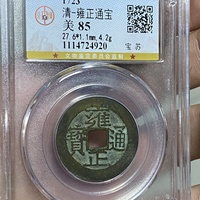 1723
清-雍正通宝
美 85
27.6*1.1mm,4.2g
1114724920 宝 苏
雍
寶 通
正